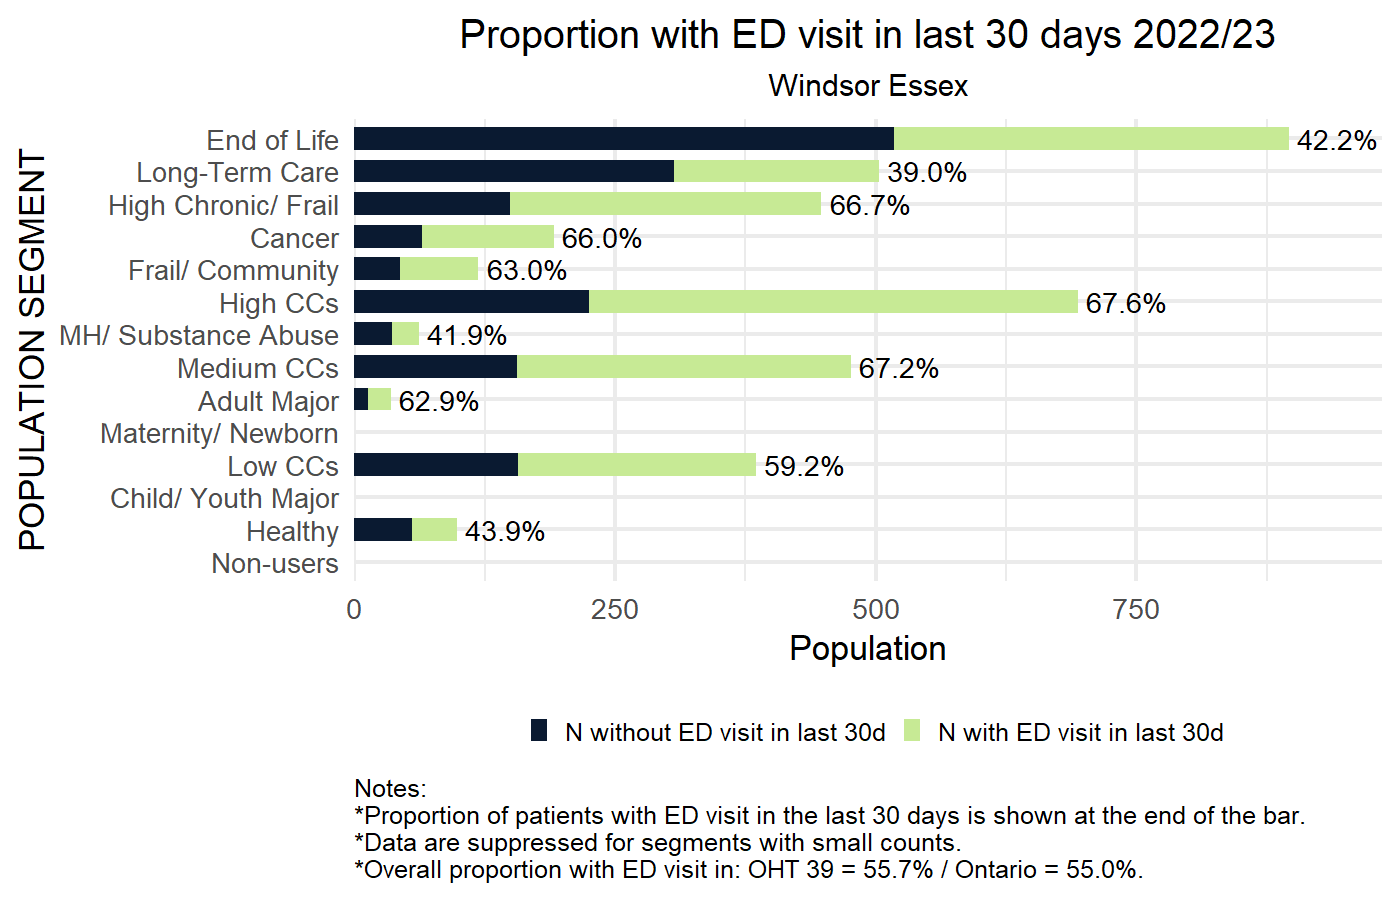 Proportion with ED visit in last 30 days 2022/23
Windsor Essex
POPULATION SEGMENT
End of Life 42.2%
Long-Term Care 39.0%
High Chronic/ Frail 66.7%
Cancer 66.0%
Frail/ Community 63.0%
High CCs 67.6%
MH/ Substance Abuse 41.9%
Medium CCs 67.2%
Adult Major 62.9%
Maternity/ Newborn
Low CCs 59.2%
Child/ Youth Major
Healthy 43.9%
Non-users
0 250 500 750
Population
N without ED visit in last 30d N with ED visit in last 30d
Notes:
*Proportion of patients with ED visit in the last 30 days is shown at the end of the bar.
*Data are suppressed for segments with small counts.
*Overall proportion with ED visit in: OHT 39 = 55.7% / Ontario = 55.0%.